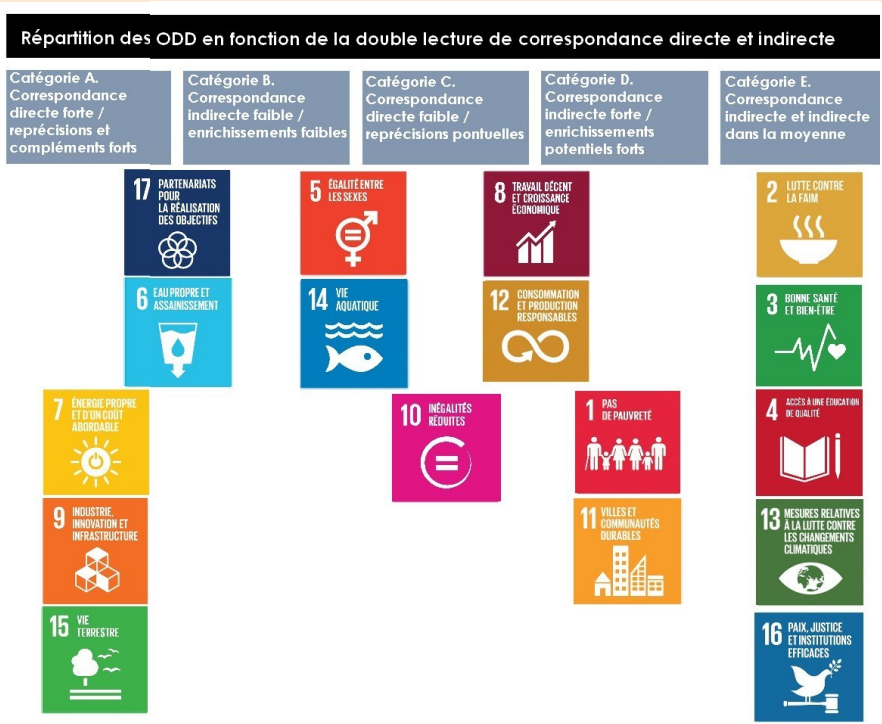 Répartition des ODD en fonction de la double lecture de correspondance directe et indirecte
Catégorie A.
Correspondance
directe forte /
reprécisions et
compléments forts
Catégorie B.
Correspondance
indirecte faible /
enrichissements faibles
Catégorie C.
Correspondance
directe faible /
reprécisions pontuelles
Catégorie D.
Correspondance
indirecte forte /
enrichissements
potentiels forts
Catégorie E.
Correspondance
indirecte et indirecte
dans la moyenne
17 PARTENARIATS
POUR
LA RÉALISATION
DES OBJECTIFS
5 ÉGALITÉ ENTRE
LES SEXES
8 TRAVAIL DÉCENT
ET CROISSANCE
ÉCONOMIQUE
2 LUTTE CONTRE
LA FAIM
6 EAU PROPRE ET
ASSAINISSEMENT
14 VIE
AQUATIQUE
12 CONSOMMATION
ET PRODUCTION
RESPONSABLES
3 BONNE SANTÉ
ET BIEN-ÊTRE
7 ÉNERGIE PROPRE
ET D'UN COÛT
ABORDABLE
10 INÉGALITÉS
RÉDUITES
1 PAS
DE PAUVRETÉ
4 ACCÈS À UNE ÉDUCATION
DE QUALITÉ
9 INDUSTRIE,
INNOVATION ET
INFRASTRUCTURE
11 VILLES ET
COMMUNAUTÉS
DURABLES
13 MESURES RELATIVES
À LA LUTTE CONTRE
LES CHANGEMENTS
CLIMATIQUES
15 VIE
TERRESTRE
16 PAIX, JUSTICE
ET INSTITUTIONS
EFFICACES